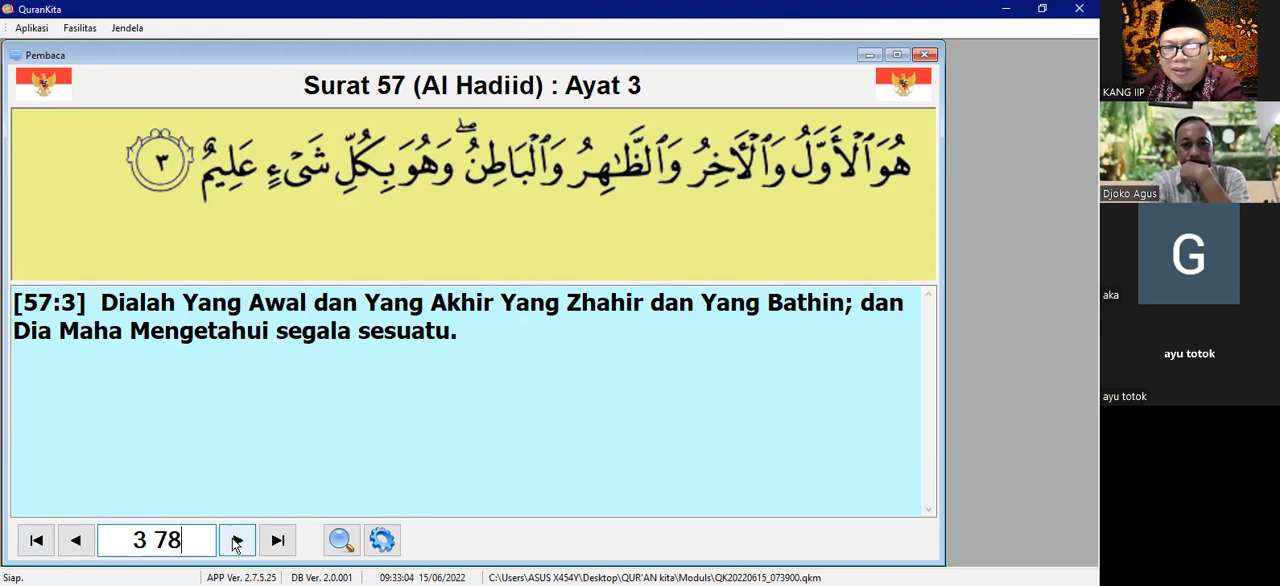 QuranKita
Aplikasi Fasilitas Jendela
Pembaca
Surat 57 (Al Hadiid) : Ayat 3
هُوَ ٱلْأَوَّلُ وَٱلْـَٔاخِرُ وَٱلظَّـٰهِرُ وَٱلْبَاطِنُ ۖ وَهُوَ بِكُلِّ شَىْءٍ عَلِيمٌ ٣
[57:3] Dialah Yang Awal dan Yang Akhir Yang Zhahir dan Yang Bathin; dan
Dia Maha Mengetahui segala sesuatu.
3 78
Siap. APP Ver. 2.7.5.25 DB Ver. 2.0.001 09:33:04 15/06/2022 C:\Users\ASUS X454Y\Desktop\QUR'AN kita\Moduls\QK20220615_073900.qkm
KANG IIP
Djoko Agus
G
aka
ayu totok
ayu totok